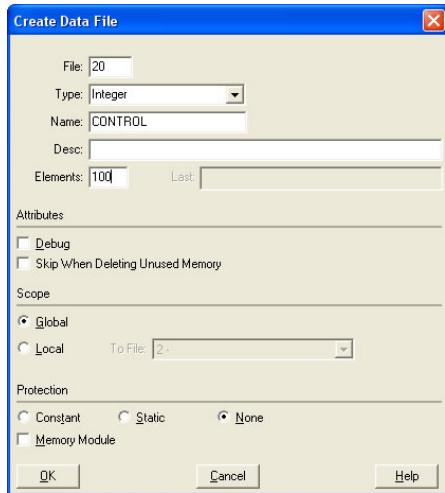 Create Data File
File: 20
Type: Integer
Name: CONTROL
Desc:
Elements: 100 Last:
Attributes
Debug
Skip When Deleting Unused Memory
Scope
Global
Local To File: 2 -
Protection
Constant Static None
Memory Module
OK Cancel Help